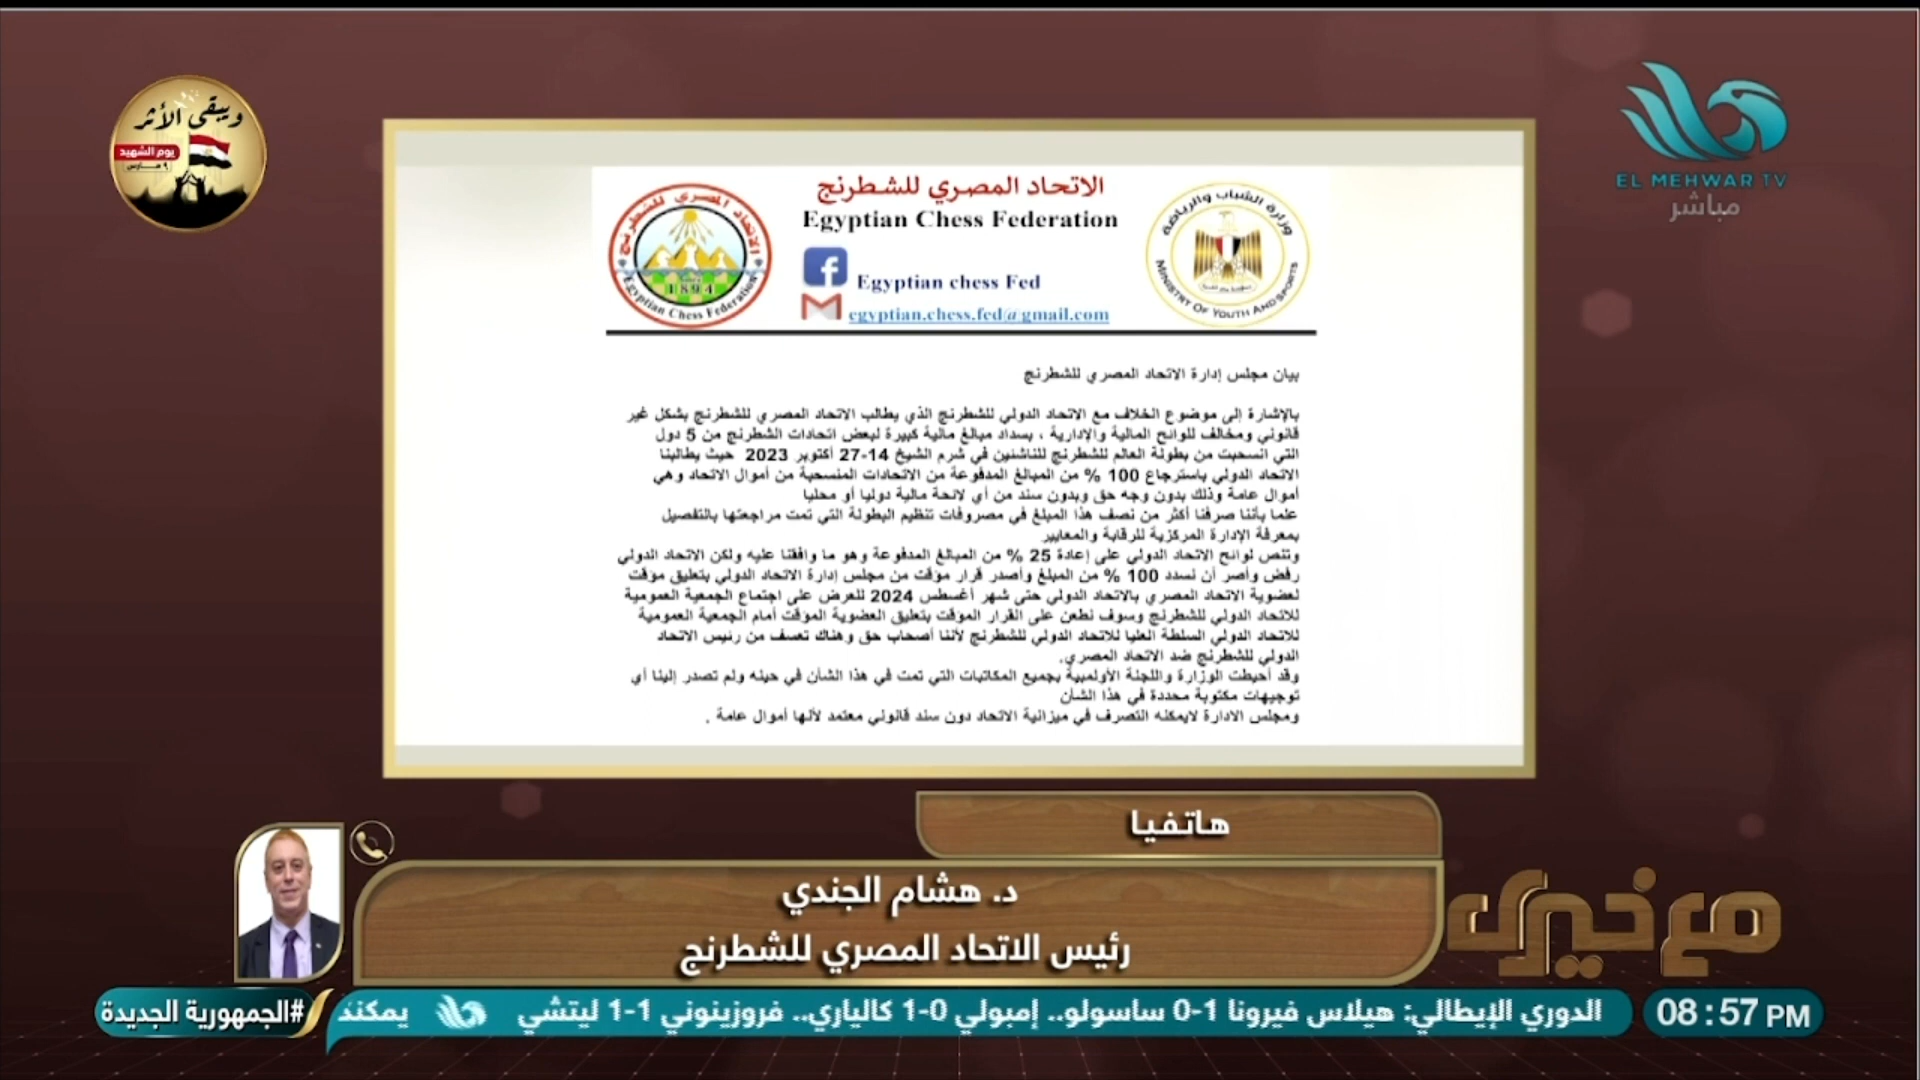 ويبقى الأثر
يوم الشهيد
٩ مارس
EL MEHWAR TV
مباشر
الاتحاد المصري للشطرنج
Egyptian Chess Federation
Egyptian chess Fed
egyptian.chess.fed@gmail.com
الاتحاد المصري للشطرنج
1894
Egyptian Chess Federation
وزارة الشباب والرياضة
MINISTRY OF YOUTH AND SPORTS
بيان مجلس إدارة الاتحاد المصري للشطرنج
بالإشارة إلى موضوع الخلاف مع الاتحاد الدولي للشطرنج الذي يطالب الاتحاد المصري للشطرنج بشكل غير
قانوني ومخالف للوائح المالية والإدارية ، بسداد مبالغ مالية كبيرة لبعض اتحادات الشطرنج من 5 دول
التي انسحبت من بطولة العالم للشطرنج للناشئين في شرم الشيخ 14-27 أكتوبر 2023 حيث يطالبنا
الاتحاد الدولي باسترجاع 100 % من المبالغ المدفوعة من الاتحادات المنسحبة من أموال الاتحاد وهي
أموال عامة وذلك بدون وجه حق وبدون سند من أي لائحة مالية دوليا أو محليا
علما بأننا صرفنا أكثر من نصف هذا المبلغ في مصروفات تنظيم البطولة التي تمت مراجعتها بالتفصيل
بمعرفة الإدارة المركزية للرقابة والمعايير
وتنص لوائح الاتحاد الدولي على إعادة 25 % من المبالغ المدفوعة وهو ما وافقنا عليه ولكن الاتحاد الدولي
رفض وأصر أن نسدد 100 % من المبلغ وأصدر قرار مؤقت من مجلس إدارة الاتحاد الدولي بتعليق مؤقت
لعضوية الاتحاد المصري بالاتحاد الدولي حتى شهر أغسطس 2024 للعرض على اجتماع الجمعية العمومية
للاتحاد الدولي للشطرنج وسوف نطعن على القرار المؤقت بتعليق العضوية المؤقت أمام الجمعية العمومية
للاتحاد الدولي السلطة العليا للاتحاد الدولي للشطرنج لأننا أصحاب حق وهناك تعسف من رئيس الاتحاد
الدولي للشطرنج ضد الاتحاد المصري.
وقد أحيطت الوزارة واللجنة الأولمبية بجميع المكاتبات التي تمت في هذا الشأن في حينه ولم تصدر إلينا أي
توجيهات مكتوبة محددة في هذا الشأن
ومجلس الادارة لايمكنه التصرف في ميزانية الاتحاد دون سند قانوني معتمد لأنها أموال عامة .
هاتفيا
د. هشام الجندي
رئيس الاتحاد المصري للشطرنج
مع خيري
08:57 PM
الدوري الإيطالي: هيلاس فيرونا 1-0 ساسولو.. إمبولي 0-1 كالياري.. فروزينوني 1-1 ليتشي
يمكنك
#الجمهورية الجديدة